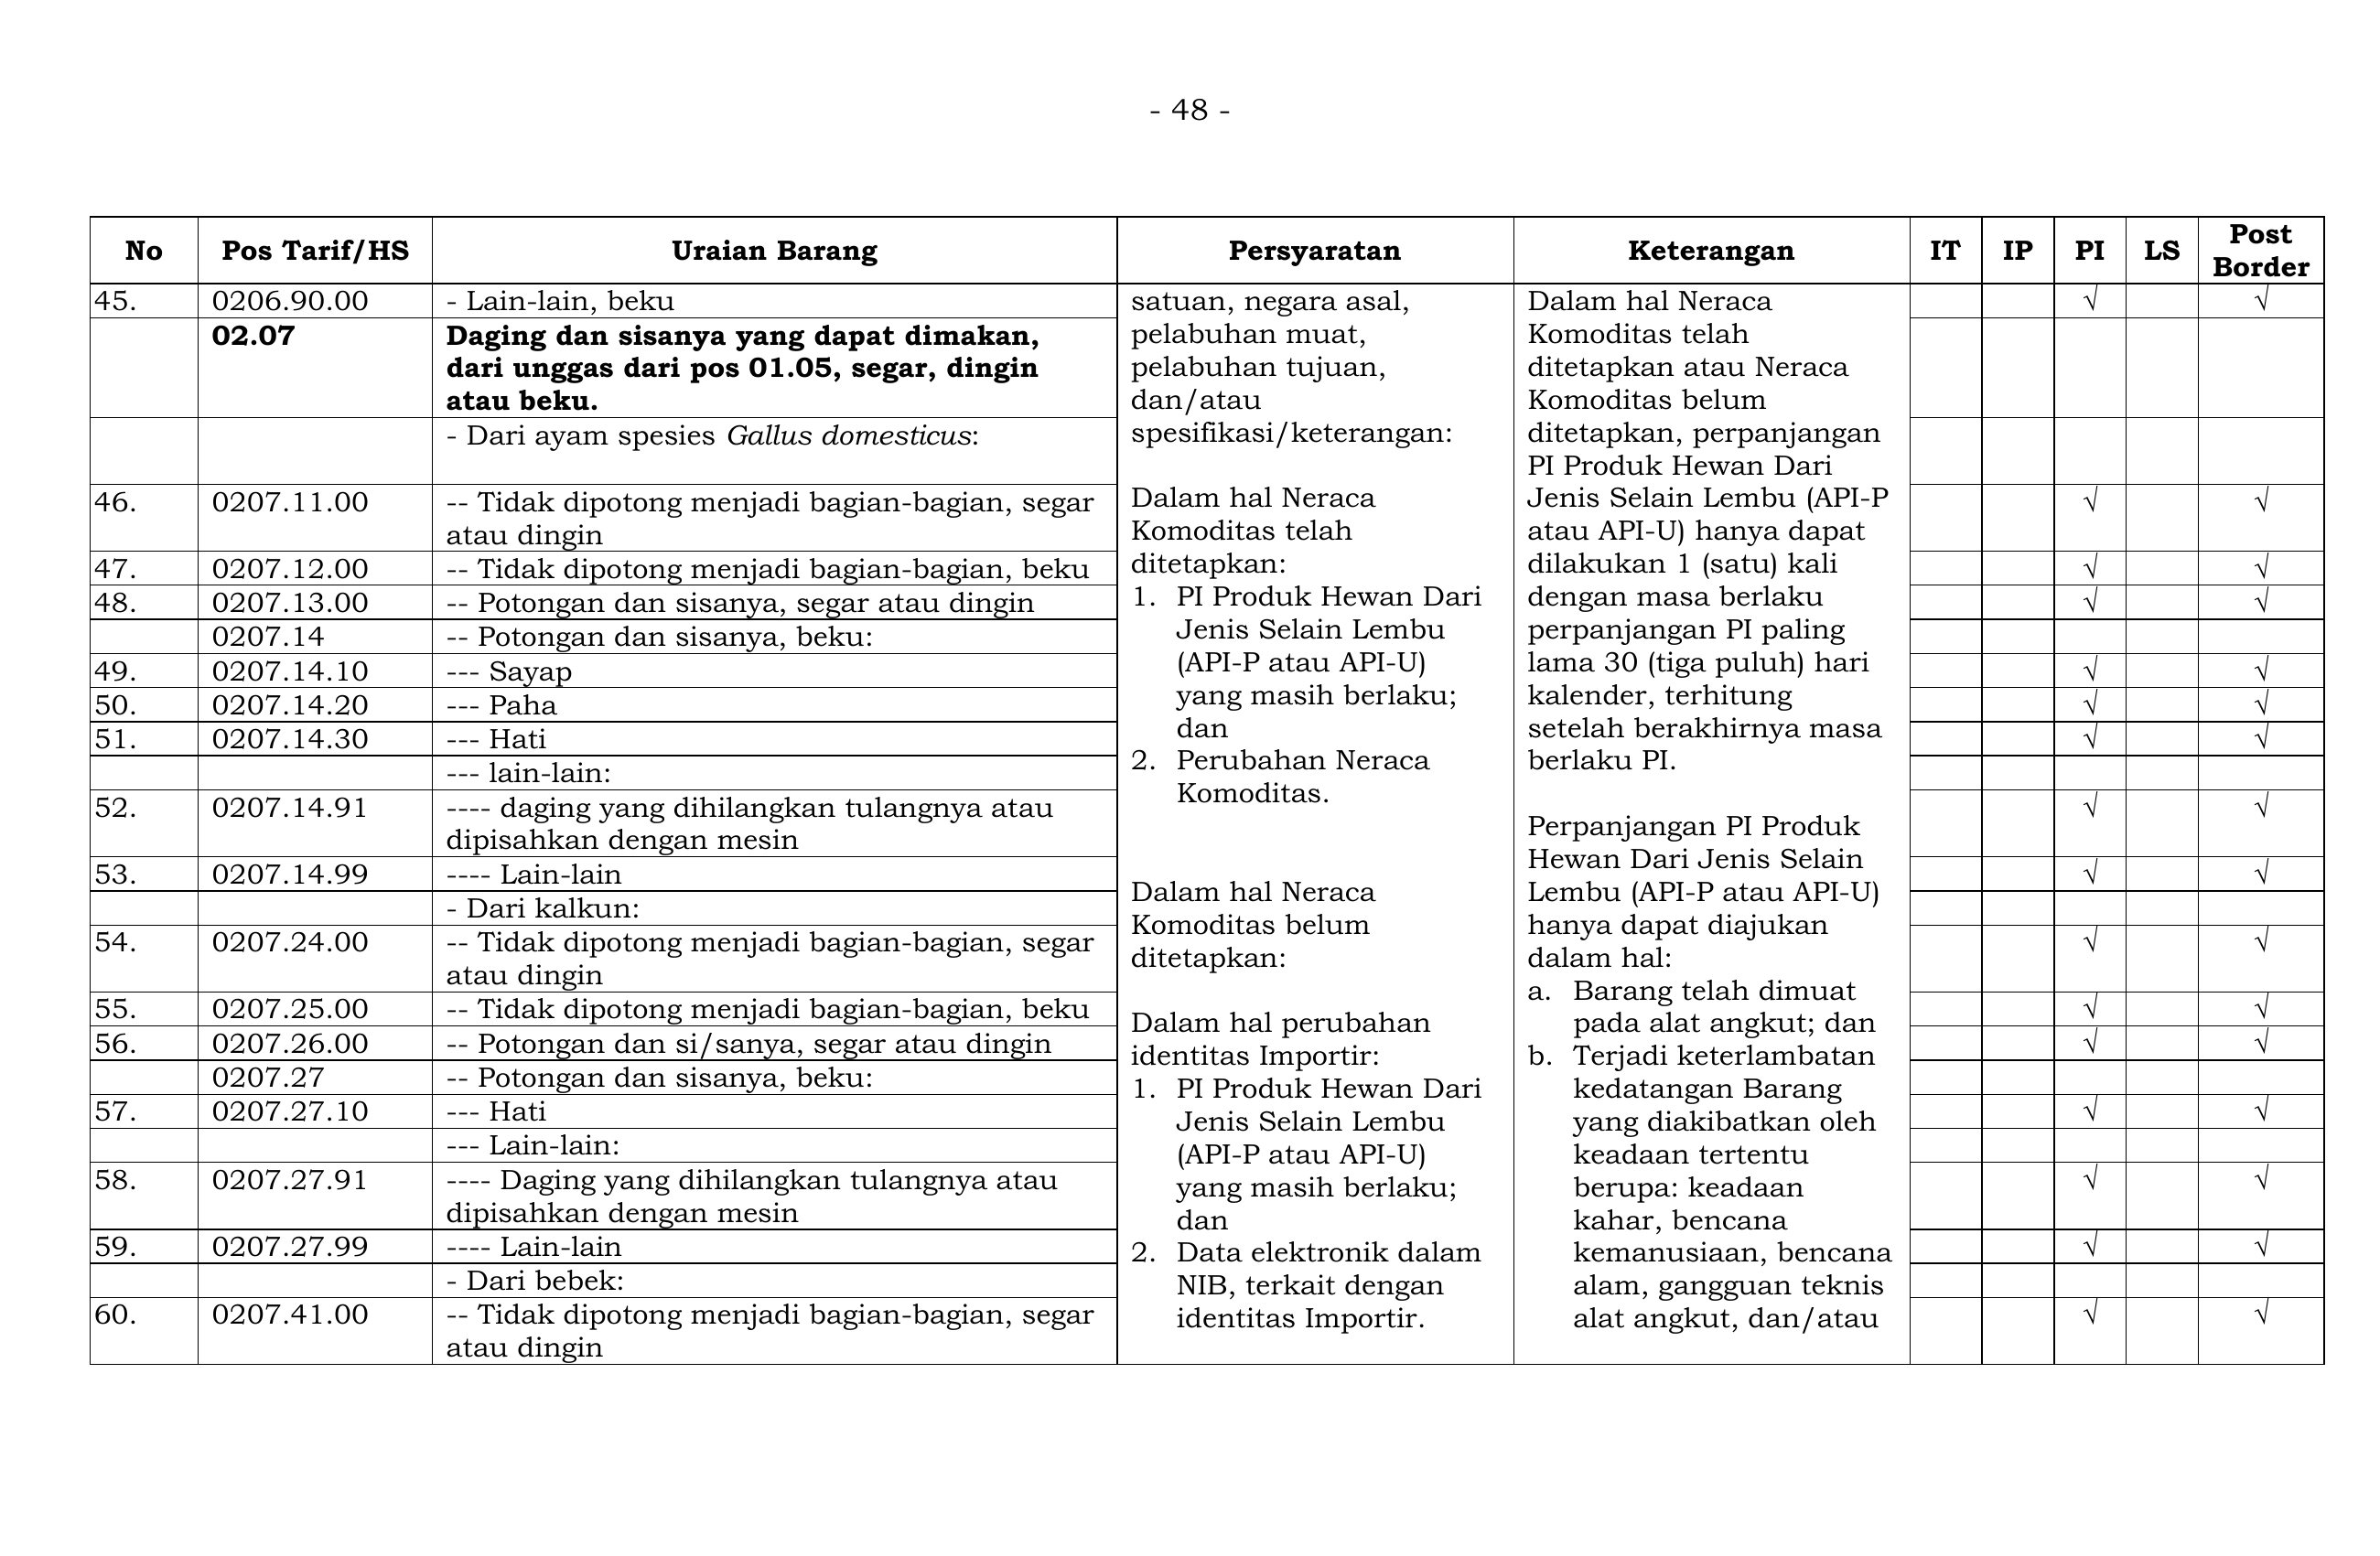 - 48 -
No Pos Tarif/HS Uraian Barang Persyaratan Keterangan IT IP PI LS Post Border
45. 0206.90.00 - Lain-lain, beku √ √
02.07 Daging dan sisanya yang dapat dimakan,
dari unggas dari pos 01.05, segar, dingin
atau beku.
- Dari ayam spesies Gallus domesticus:
46. 0207.11.00 -- Tidak dipotong menjadi bagian-bagian, segar √ √
atau dingin
47. 0207.12.00 -- Tidak dipotong menjadi bagian-bagian, beku √ √
48. 0207.13.00 -- Potongan dan sisanya, segar atau dingin √ √
0207.14 -- Potongan dan sisanya, beku:
49. 0207.14.10 --- Sayap √ √
50. 0207.14.20 --- Paha √ √
51. 0207.14.30 --- Hati √ √
--- lain-lain:
52. 0207.14.91 ---- daging yang dihilangkan tulangnya atau √ √
dipisahkan dengan mesin
53. 0207.14.99 ---- Lain-lain √ √
- Dari kalkun:
54. 0207.24.00 -- Tidak dipotong menjadi bagian-bagian, segar √ √
atau dingin
55. 0207.25.00 -- Tidak dipotong menjadi bagian-bagian, beku √ √
56. 0207.26.00 -- Potongan dan si/sanya, segar atau dingin √ √
0207.27 -- Potongan dan sisanya, beku:
57. 0207.27.10 --- Hati √ √
--- Lain-lain:
58. 0207.27.91 ---- Daging yang dihilangkan tulangnya atau √ √
dipisahkan dengan mesin
59. 0207.27.99 ---- Lain-lain √ √
- Dari bebek:
60. 0207.41.00 -- Tidak dipotong menjadi bagian-bagian, segar √ √
atau dingin
satuan, negara asal,
pelabuhan muat,
pelabuhan tujuan,
dan/atau
spesifikasi/keterangan:
Dalam hal Neraca
Komoditas telah
ditetapkan:
1. PI Produk Hewan Dari
Jenis Selain Lembu
(API-P atau API-U)
yang masih berlaku;
dan
2. Perubahan Neraca
Komoditas.
Dalam hal Neraca
Komoditas belum
ditetapkan:
Dalam hal perubahan
identitas Importir:
1. PI Produk Hewan Dari
Jenis Selain Lembu
(API-P atau API-U)
yang masih berlaku;
dan
2. Data elektronik dalam
NIB, terkait dengan
identitas Importir.
Dalam hal Neraca
Komoditas telah
ditetapkan atau Neraca
Komoditas belum
ditetapkan, perpanjangan
PI Produk Hewan Dari
Jenis Selain Lembu (API-P
atau API-U) hanya dapat
dilakukan 1 (satu) kali
dengan masa berlaku
perpanjangan PI paling
lama 30 (tiga puluh) hari
kalender, terhitung
setelah berakhirnya masa
berlaku PI.
Perpanjangan PI Produk
Hewan Dari Jenis Selain
Lembu (API-P atau API-U)
hanya dapat diajukan
dalam hal:
a. Barang telah dimuat
pada alat angkut; dan
b. Terjadi keterlambatan
kedatangan Barang
yang diakibatkan oleh
keadaan tertentu
berupa: keadaan
kahar, bencana
kemanusiaan, bencana
alam, gangguan teknis
alat angkut, dan/atau